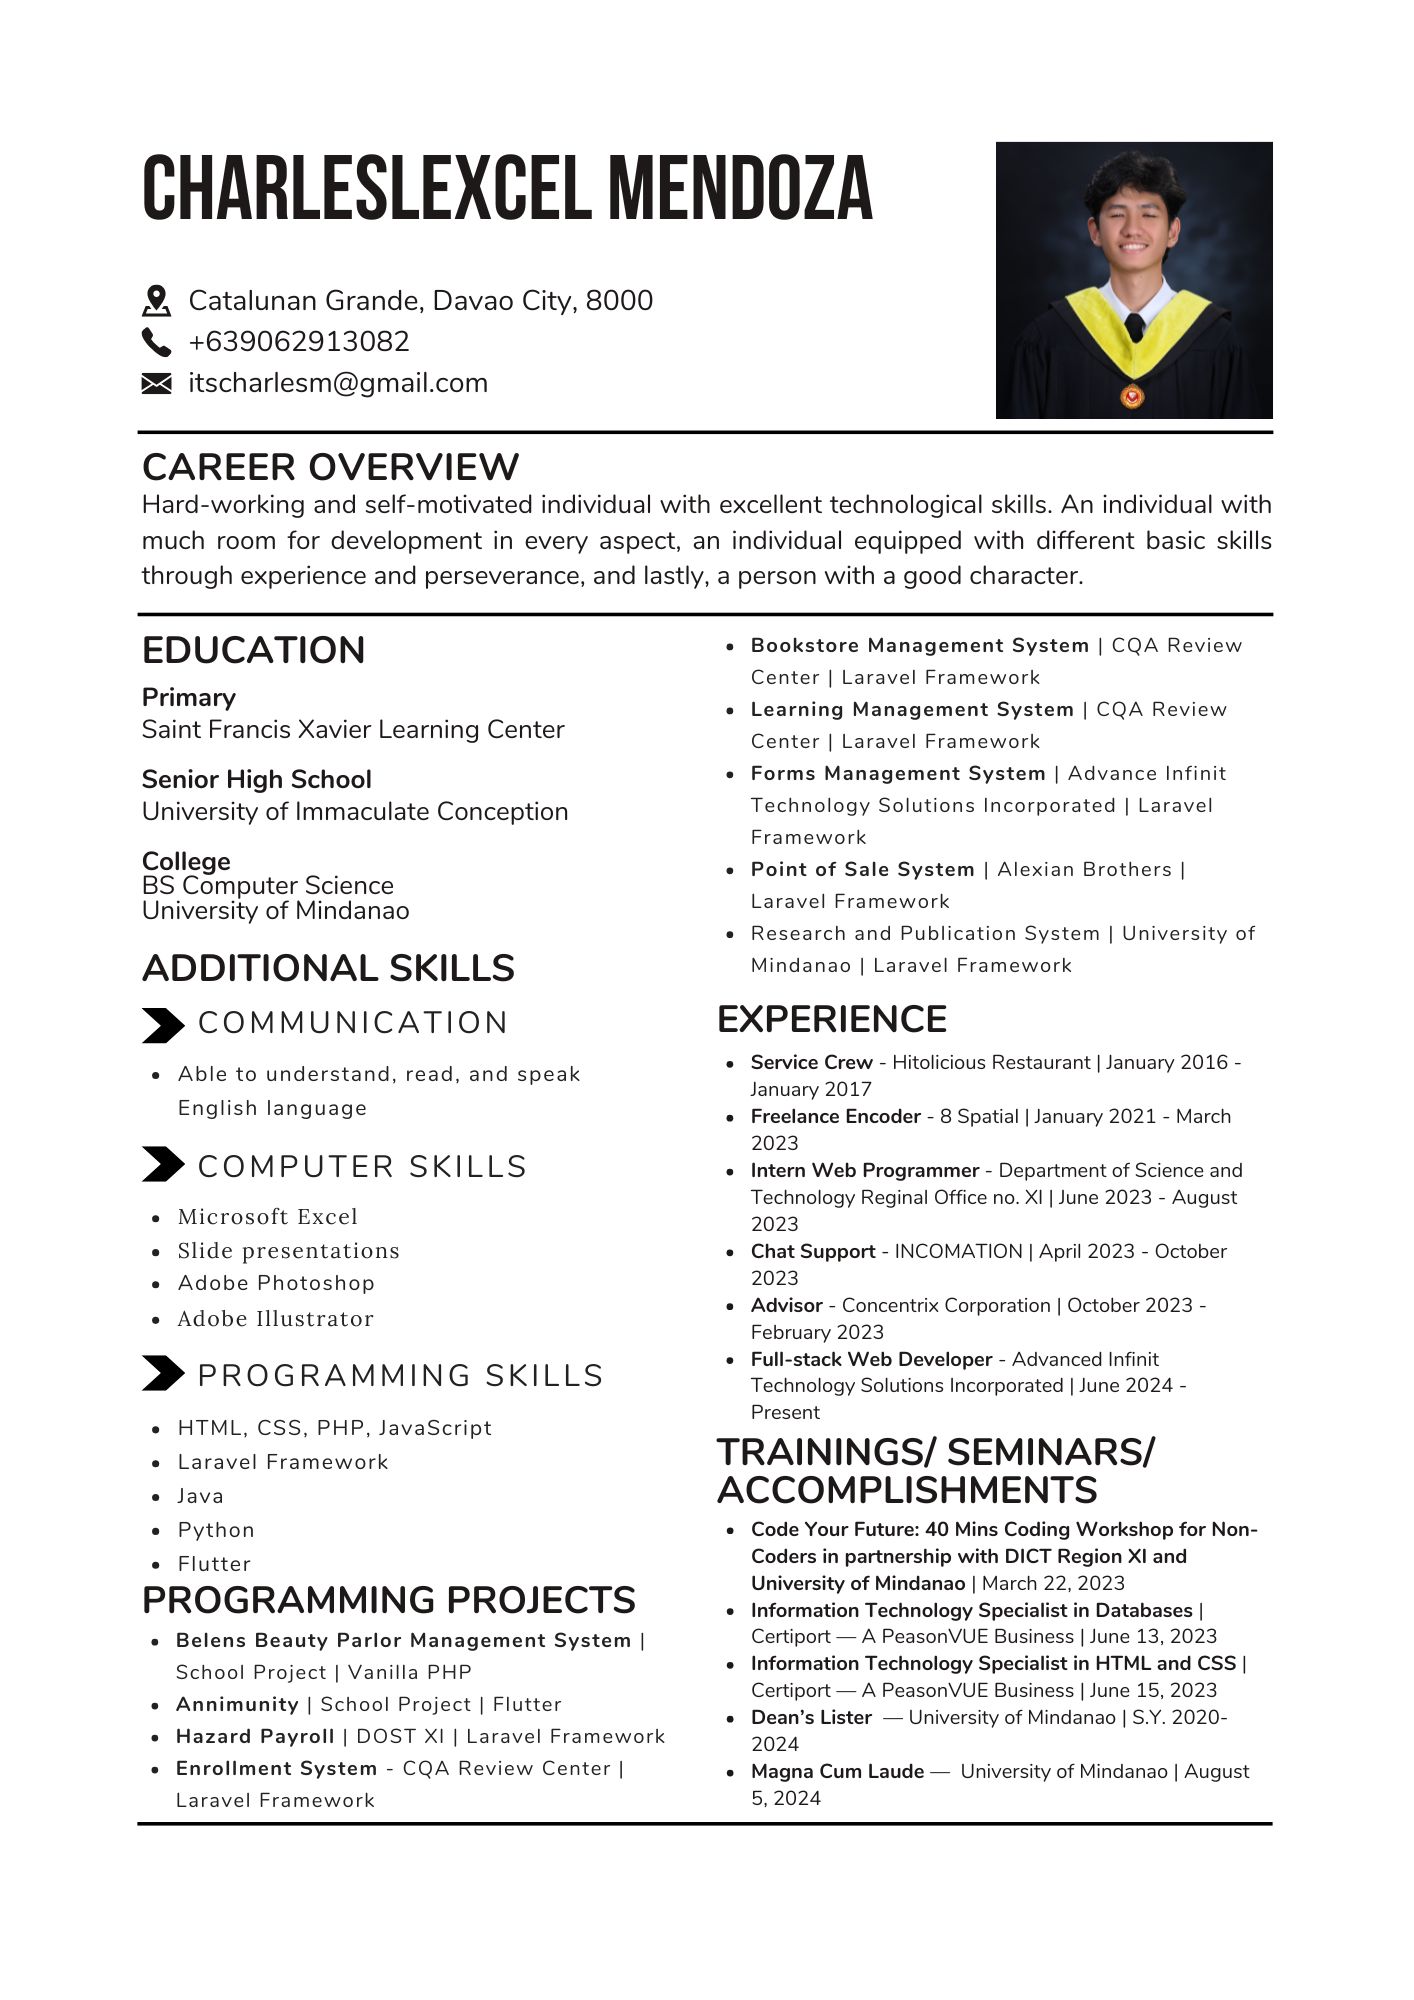 CHARLESLEXCEL MENDOZA
Catalunan Grande, Davao City, 8000
+639062913082
itscharlesm@gmail.com
CAREER OVERVIEW
Hard-working and self-motivated individual with excellent technological skills. An individual with
much room for development in every aspect, an individual equipped with different basic skills
through experience and perseverance, and lastly, a person with a good character.
EDUCATION
Primary
Saint Francis Xavier Learning Center
Senior High School
University of Immaculate Conception
College
BS Computer Science
University of Mindanao
ADDITIONAL SKILLS
COMMUNICATION
• Able to understand, read, and speak
English language
COMPUTER SKILLS
• Microsoft Excel
• Slide presentations
• Adobe Photoshop
• Adobe Illustrator
PROGRAMMING SKILLS
• HTML, CSS, PHP, JavaScript
• Laravel Framework
• Java
• Python
• Flutter
PROGRAMMING PROJECTS
• Belens Beauty Parlor Management System |
School Project | Vanilla PHP
• Annimunity | School Project | Flutter
• Hazard Payroll | DOST XI | Laravel Framework
• Enrollment System - CQA Review Center |
Laravel Framework
• Bookstore Management System | CQA Review
Center | Laravel Framework
• Learning Management System | CQA Review
Center | Laravel Framework
• Forms Management System | Advance Infinit
Technology Solutions Incorporated | Laravel
Framework
• Point of Sale System | Alexian Brothers |
Laravel Framework
• Research and Publication System | University of
Mindanao | Laravel Framework
EXPERIENCE
• Service Crew - Hitolicious Restaurant | January 2016 -
January 2017
• Freelance Encoder - 8 Spatial | January 2021 - March
2023
• Intern Web Programmer - Department of Science and
Technology Reginal Office no. XI | June 2023 - August
2023
• Chat Support - INCOMATION | April 2023 - October
2023
• Advisor - Concentrix Corporation | October 2023 -
February 2023
• Full-stack Web Developer - Advanced Infinit
Technology Solutions Incorporated | June 2024 -
Present
TRAININGS/ SEMINARS/
ACCOMPLISHMENTS
• Code Your Future: 40 Mins Coding Workshop for Non-
Coders in partnership with DICT Region XI and
University of Mindanao | March 22, 2023
• Information Technology Specialist in Databases |
Certiport — A PeasonVUE Business | June 13, 2023
• Information Technology Specialist in HTML and CSS |
Certiport — A PeasonVUE Business | June 15, 2023
• Dean’s Lister — University of Mindanao | S.Y. 2020-
2024
• Magna Cum Laude — University of Mindanao | August
5, 2024